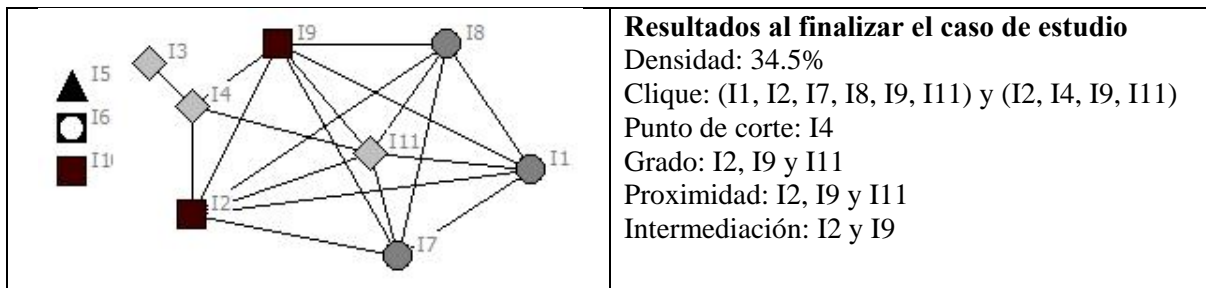 I9
I8
I3
I5
I4
I6
I11
I1
I10
I2
I7
Resultados al finalizar el caso de estudio
Densidad: 34.5%
Clique: (I1, I2, I7, I8, I9, I11) y (I2, I4, I9, I11)
Punto de corte: I4
Grado: I2, I9 y I11
Proximidad: I2, I9 y I11
Intermediación: I2 y I9